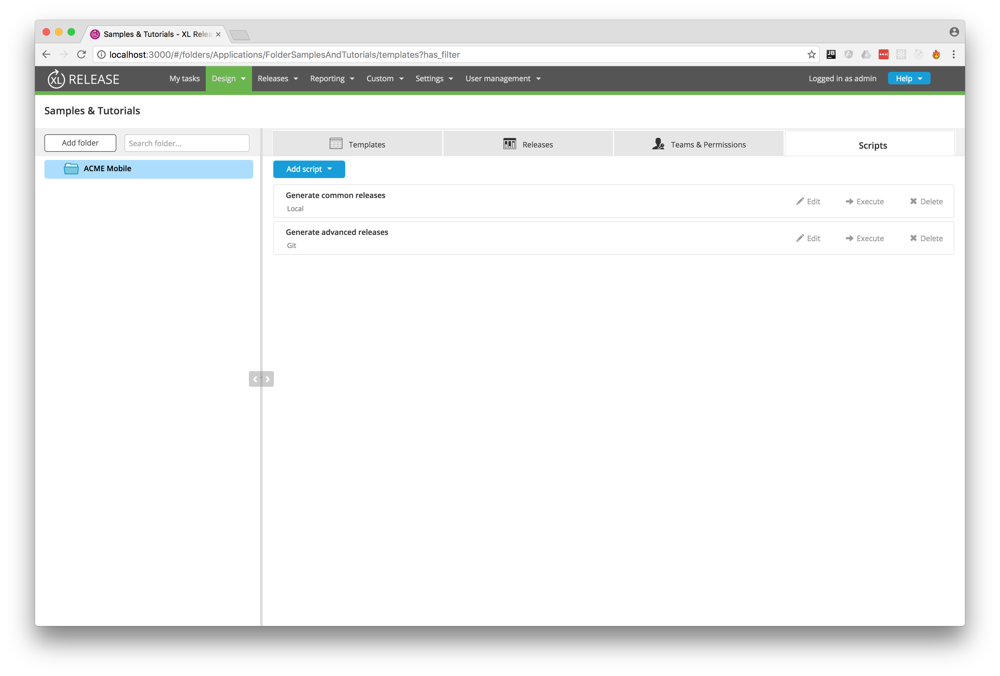 Samples & Tutorials - XL Relea
localhost:3000/#/folders/Applications/FolderSamplesAndTutorials/templates?has_filter
JB
XL RELEASE
My tasks Design Releases Reporting Custom Settings User management Logged in as admin Help
Samples & Tutorials
Add folder Search folder... Templates Releases Teams & Permissions Scripts
ACME Mobile
Add script
Generate common releases
Local
Edit Execute Delete
Generate advanced releases
Git
Edit Execute Delete